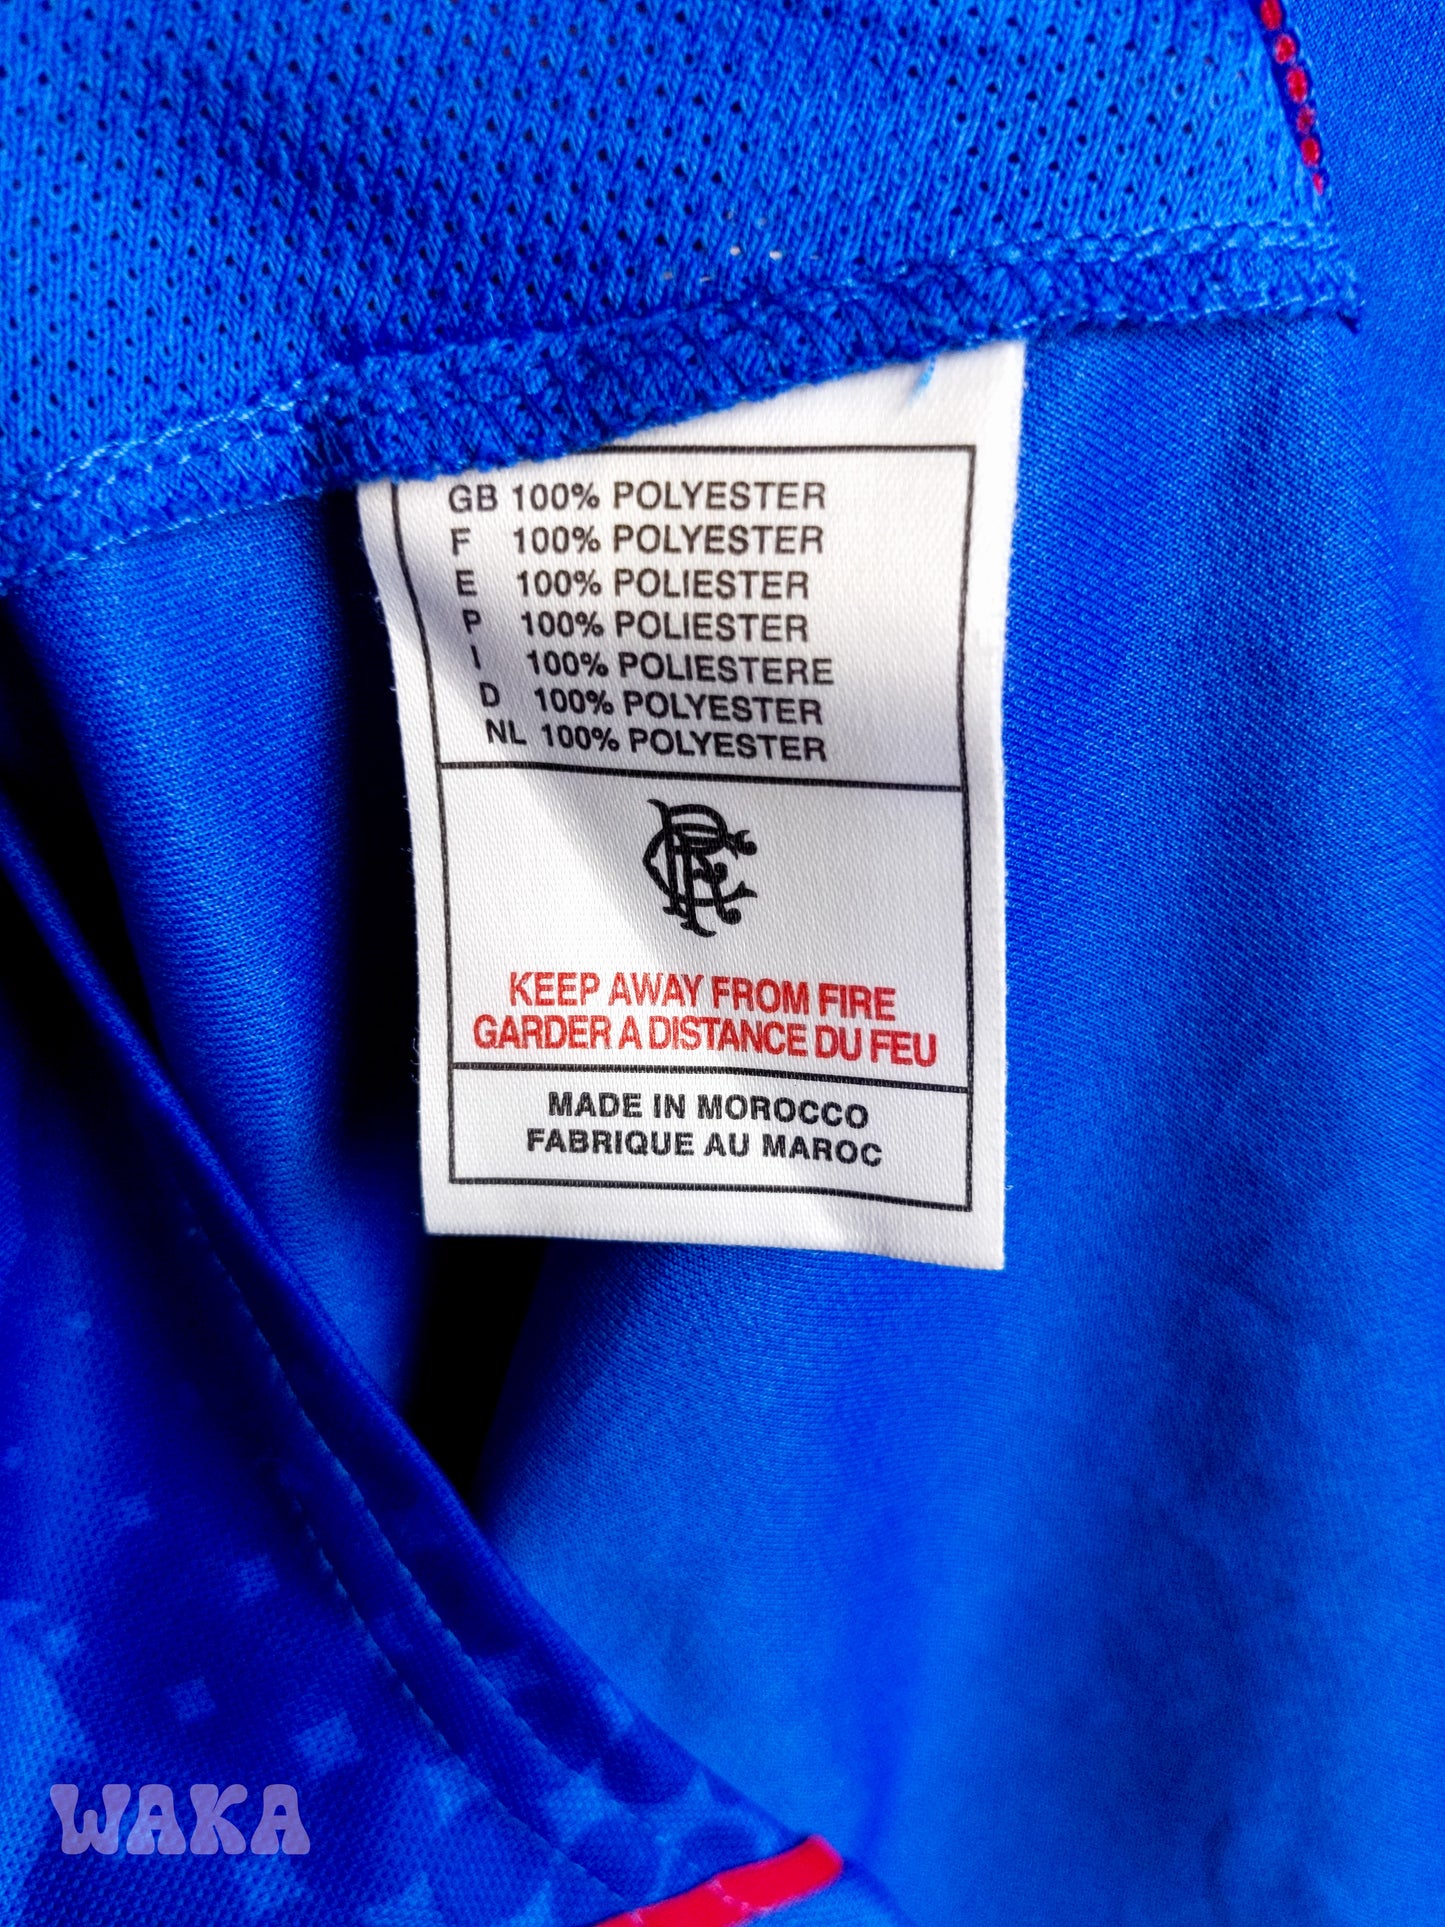 GB 100% POLYESTER
F 100% POLYESTER
E 100% POLIESTER
P 100% POLIESTER
I 100% POLIESTERE
D 100% POLYESTER
NL 100% POLYESTER
RFC
KEEP AWAY FROM FIRE
GARDER A DISTANCE DU FEU
MADE IN MOROCCO
FABRIQUE AU MAROC
WAKA